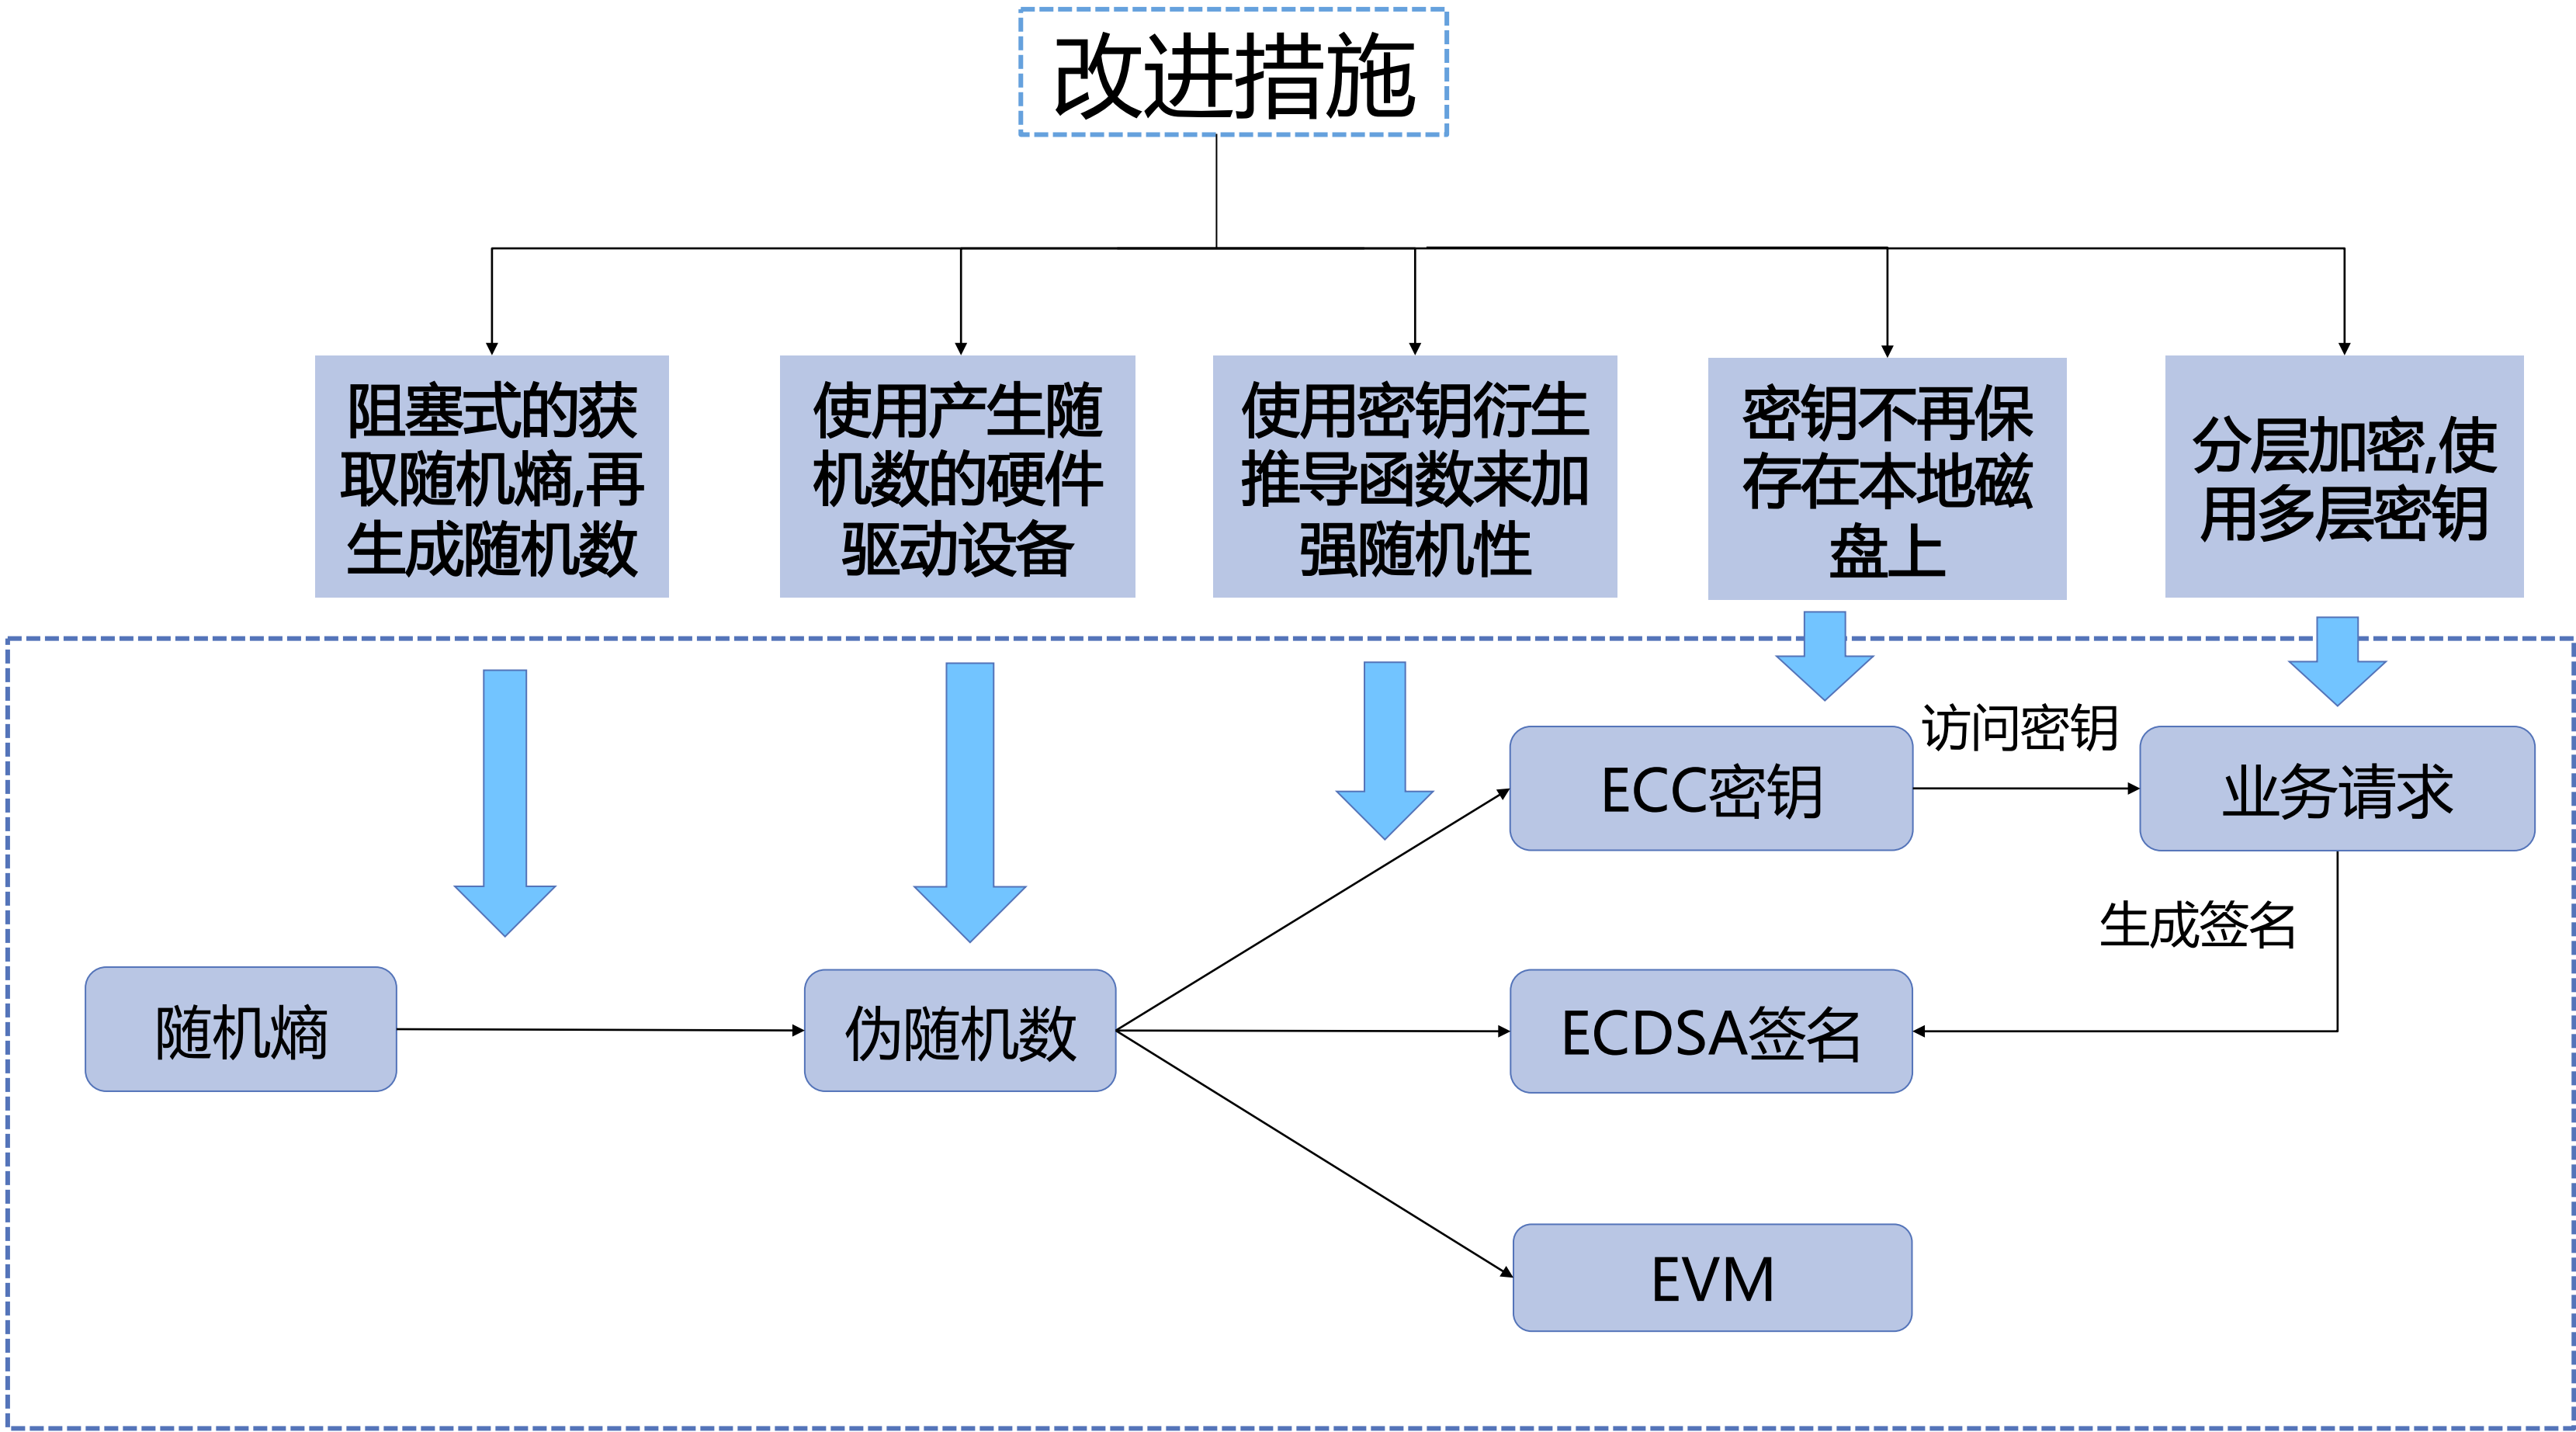 改进措施
阻塞式的获
取随机熵,再
生成随机数
使用产生随
机数的硬件
驱动设备
使用密钥衍生
推导函数来加
强随机性
密钥不再保
存在本地磁
盘上
分层加密,使
用多层密钥
访问密钥
ECC密钥
业务请求
生成签名
随机熵
伪随机数
ECDSA签名
EVM